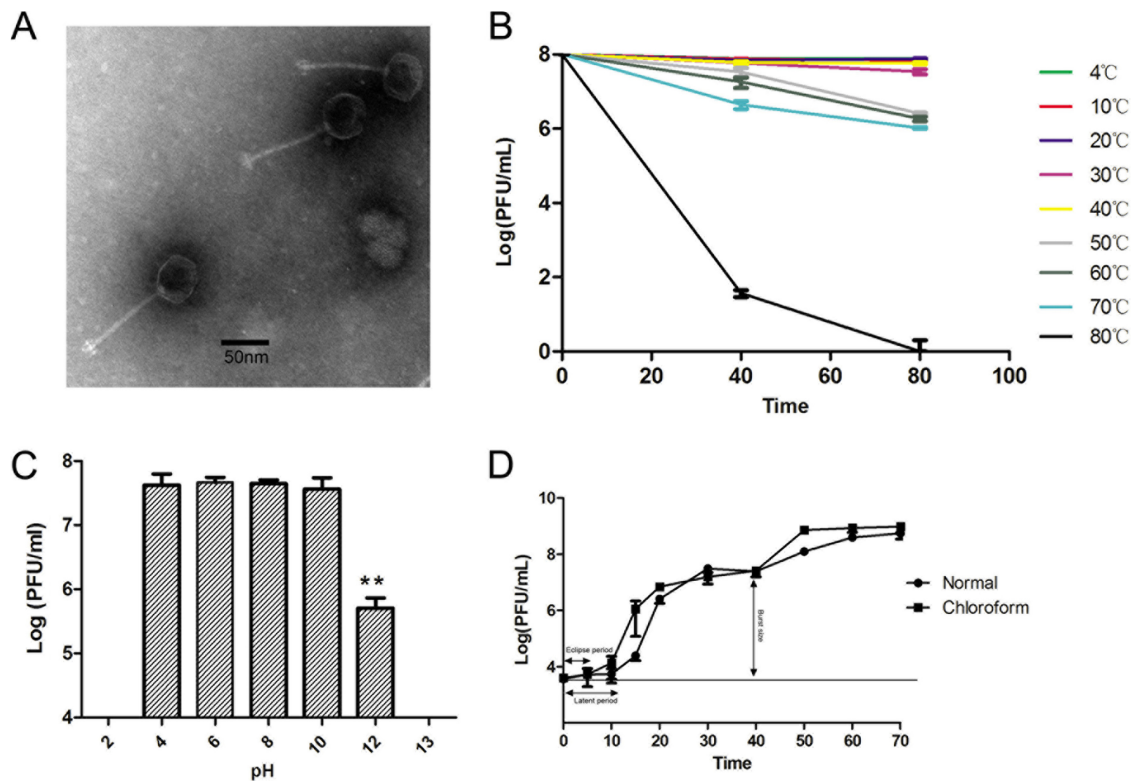 A
50nm
B
Log(PFU/mL)
8
6
4
2
0
0 20 40 60 80 100
Time
4℃
10℃
20℃
30℃
40℃
50℃
60℃
70℃
80℃
C
Log (PFU/ml)
8
7
6
5
4
**
2 4 6 8 10 12 13
pH
D
Log(PFU/mL)
10
8
6
4
Eclipse period
Latent period
Burst size
0 10 20 30 40 50 60 70
Time
Normal
Chloroform